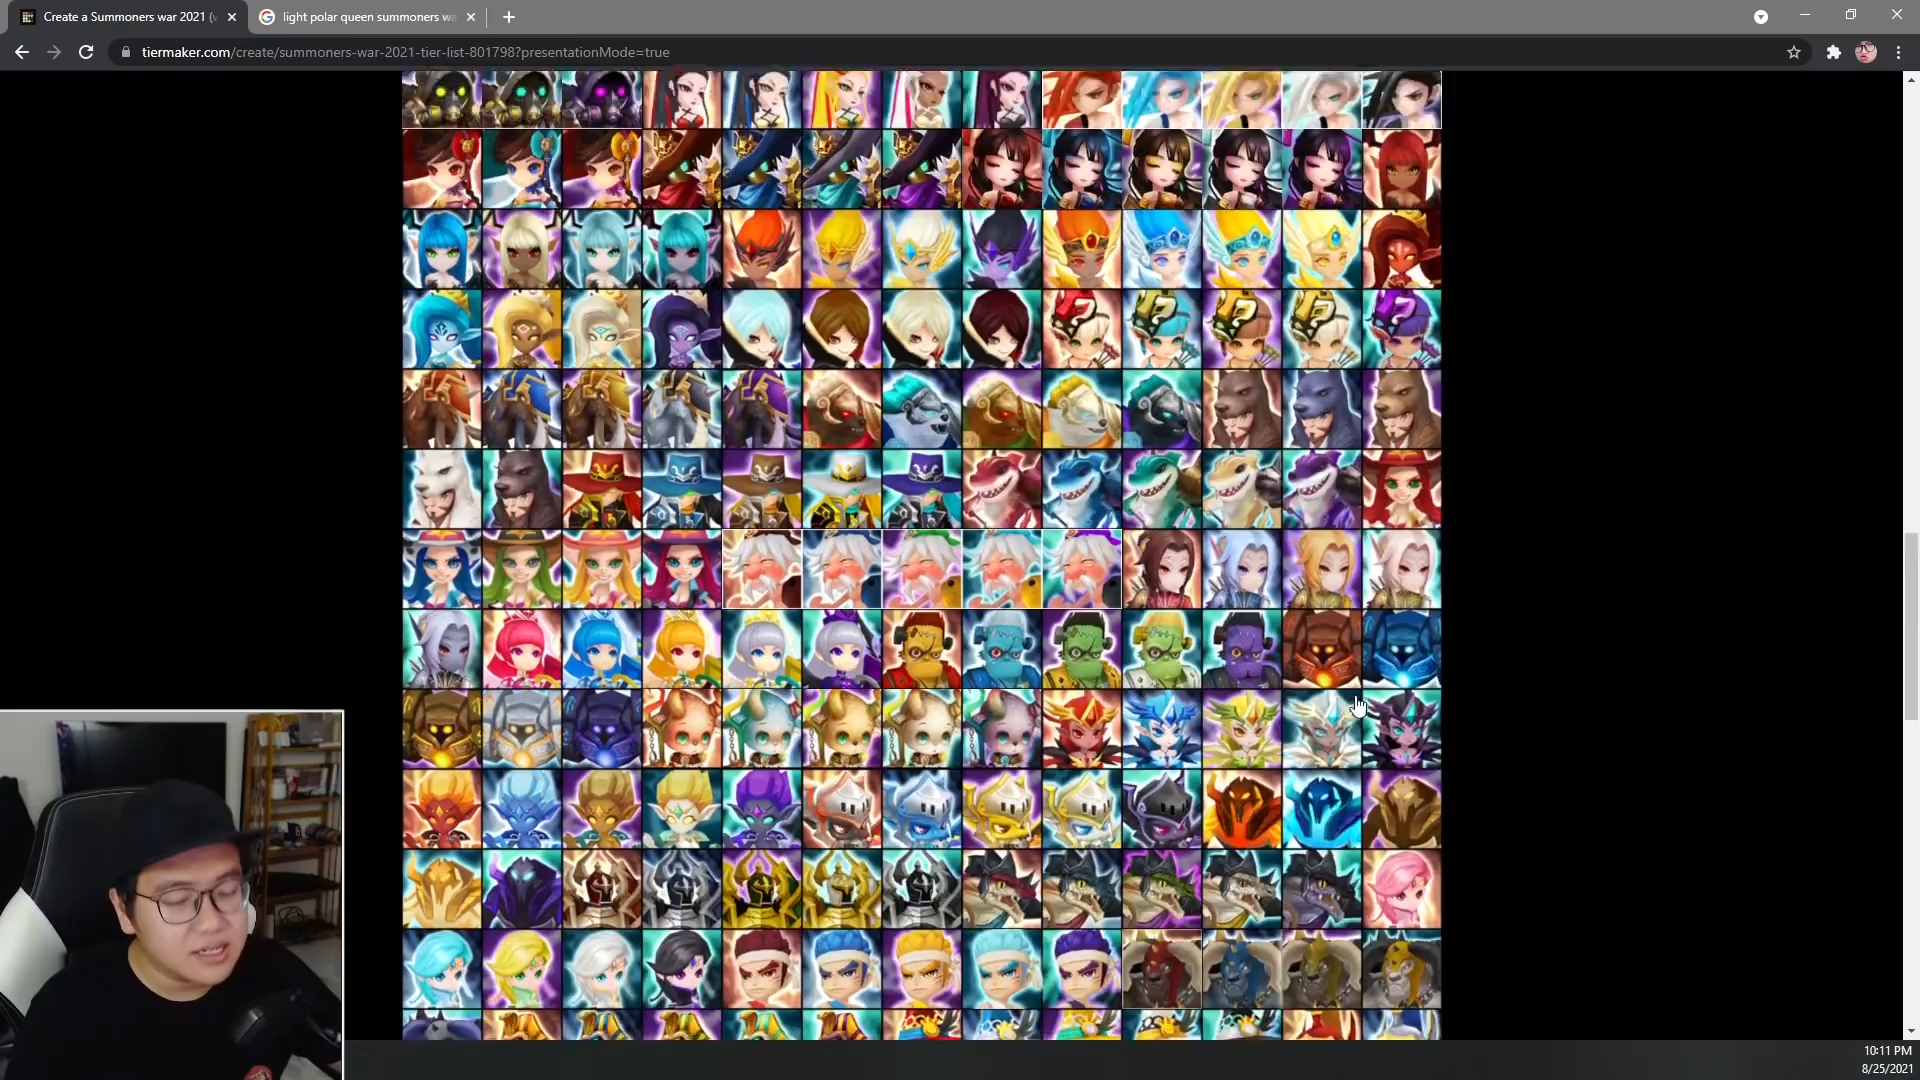 Create a Summoners war 2021 (
light polar queen summoners wa
tiermaker.com/create/summoners-war-2021-tier-list-801798?presentationMode=true
10:11 PM
8/25/2021